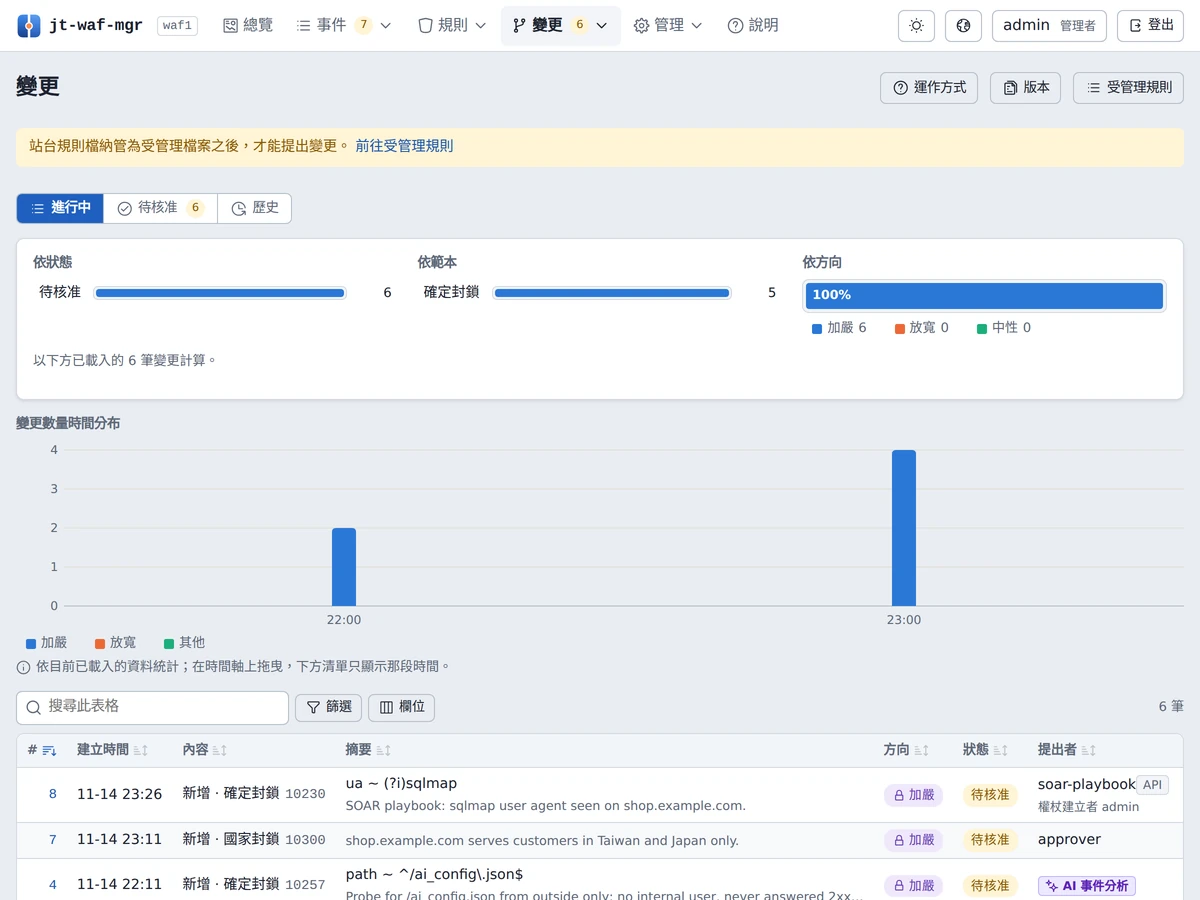 jt-waf-mgr waf1 總覽 事件 7 規則 變更 6 管理 說明 admin 管理者 登出
變更 運作方式 版本 受管理規則
站台規則檔納管為受管理檔案之後，才能提出變更。 前往受管理規則
進行中 待核准 6 歷史
依狀態 依範本 依方向
待核准 6 確定封鎖 5 100%
加嚴 6 放寬 0 中性 0
以下方已載入的 6 筆變更計算。
變更數量時間分布
4
3
2
1
0
22:00 23:00
加嚴 放寬 其他
依目前已載入的資料統計；在時間軸上拖曳，下方清單只顯示那段時間。
搜尋此表格 篩選 欄位 6 筆
# 建立時間 內容 摘要 方向 狀態 提出者
8 11-14 23:26 新增 · 確定封鎖 10230 ua ~ (?i)sqlmap 加嚴 待核准 soar-playbook API
SOAR playbook: sqlmap user agent seen on shop.example.com. 權杖建立者 admin
7 11-14 23:11 新增 · 國家封鎖 10300 shop.example.com serves customers in Taiwan and Japan only. 加嚴 待核准 approver
4 11-14 22:11 新增 · 確定封鎖 10257 path ~ ^/ai_config\.json$ 加嚴 待核准 AI 事件分析
Probe for /ai_config.json from outside only; no internal user, never answered 2xx...